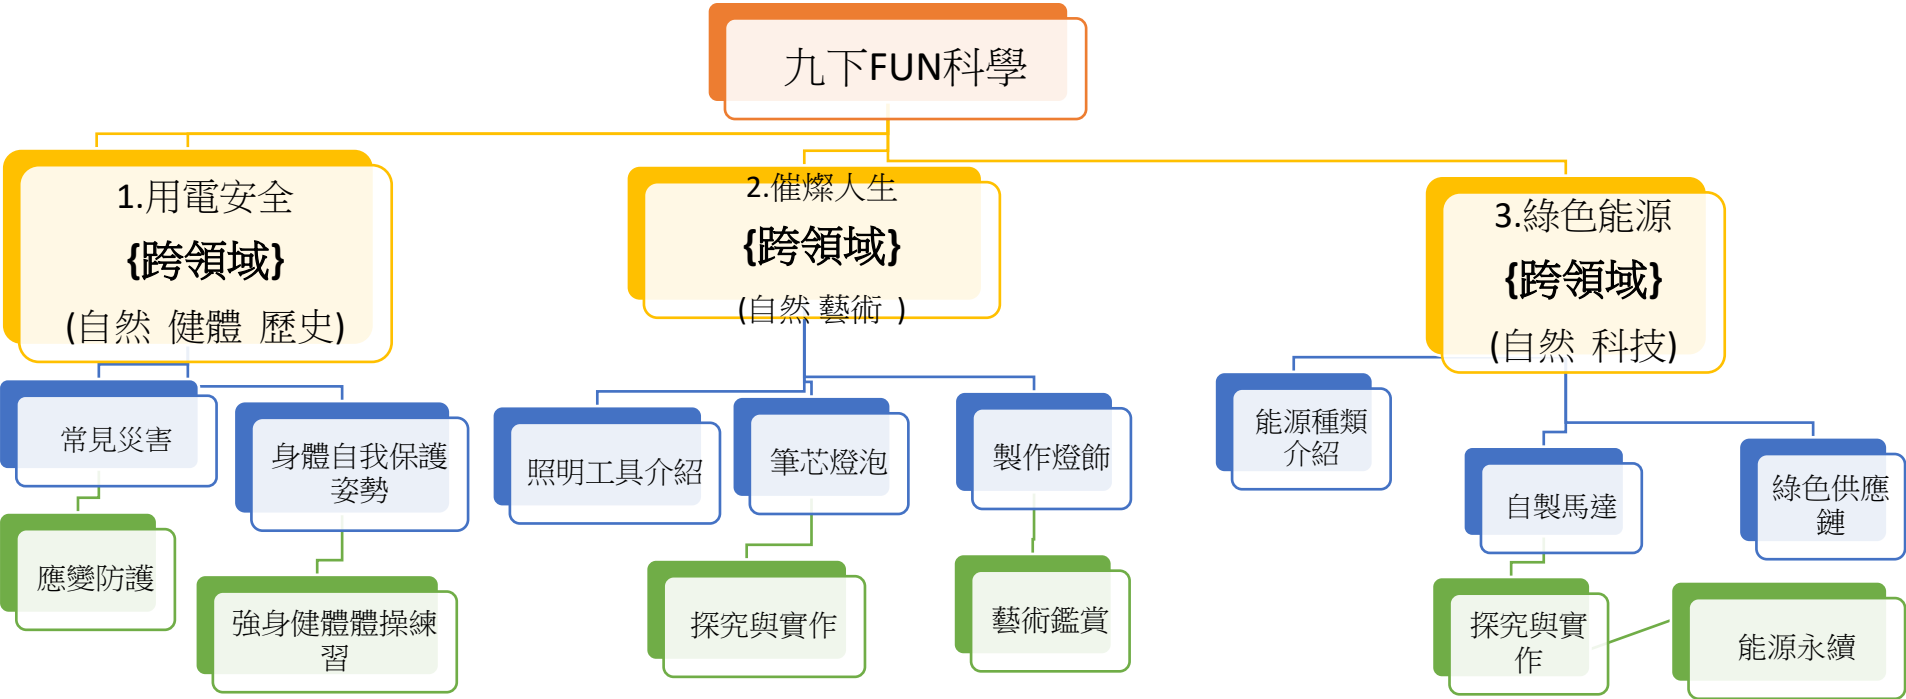 九下FUN科學
1.用電安全
{跨領域}
(自然 健體 歷史)
2.催燦人生
{跨領域}
(自然 藝術 )
3.綠色能源
{跨領域}
(自然 科技)
常見災害
身體自我保護
姿勢
照明工具介紹
筆芯燈泡
製作燈飾
能源種類
介紹
自製馬達
綠色供應
鏈
應變防護
強身健體體操練
習
探究與實作
藝術鑑賞
探究與實
作
能源永續